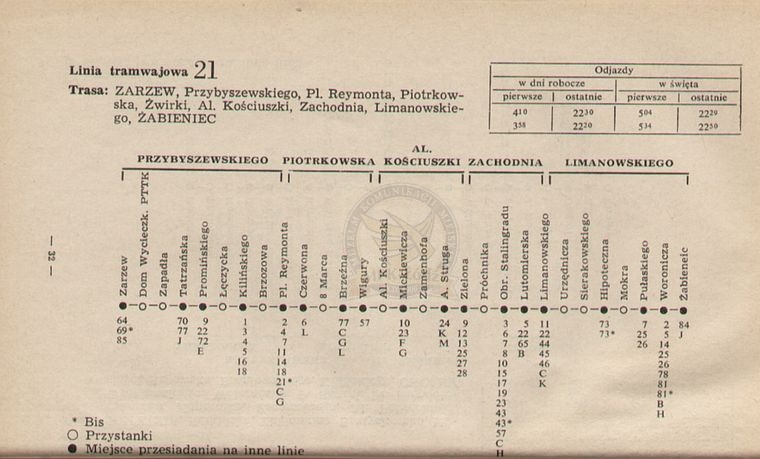 Linia tramwajowa 21
Trasa: ZARZEW, Przybyszewskiego, Pl. Reymonta, Piotrkow-
ska, Żwirki, Al. Kościuszki, Zachodnia, Limanowskie-
go, ŻABIENIEC
Odjazdy
w dni robocze | w święta
pierwsze | ostatnie | pierwsze | ostatnie
410 | 2230 | 504 | 2229
358 | 2220 | 534 | 2250
PRZYBYSZEWSKIEGO PIOTRKOWSKA AL. KOŚCIUSZKI ZACHODNIA LIMANOWSKIEGO
Zarzew 64 69* 85
Dom Wycieczk. PTTK
Zapadła
Tatrzańska 70 77 J
Promińskiego 9 22 72 E
Łęczycka
Kilińskiego 1 3 4 5 16 18
Brzozowa
Pl. Reymonta 2 4 7 11 14 18 21* C G
Czerwona 6 L
8 Marca
Brzeźna 77 C G L
Wigury 57
Al. Kościuszki
Mickiewicza 10 23 F G
Zamenhofa
A. Struga 24 K M
Zielona 9 12 13 25 27 28
Próchnika
Obr. Stalingradu 3 6 7 8 10 15 17 19 23 43 43* 57 C H
Lutomierska 5 22 65 B
Limanowskiego 11 22 44 45 46 C K
Urzędnicza
Sierakowskiego
Hipoteczna 73 73*
Mokra
Pułaskiego 7 25 26
Woronicza 2 5 14 25 26 78 81 81* B H
Żabieneic 84 J
— 32 —
* Bis
Przystanki
Miejsce przesiadania na inne linie